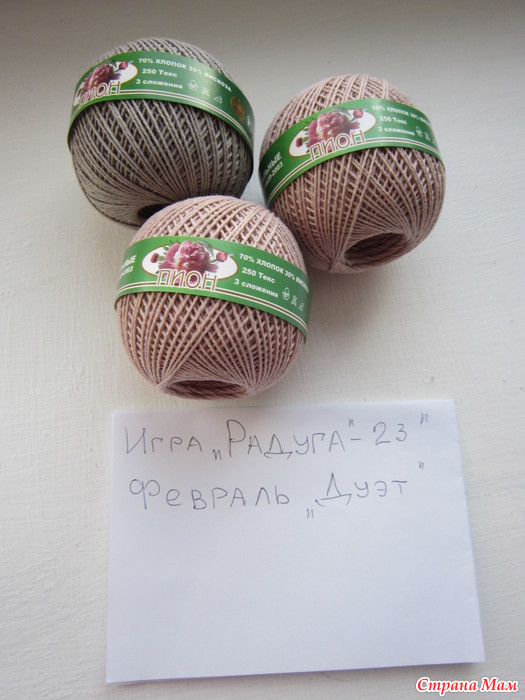 70% ХЛОПОК 30% ВИСКОЗА
250 Текс
3 сложения
ПИОН
70% ХЛОПОК 30% ВИСКОЗА
250 Текс
3 сложения
ПИОН
70% ХЛОПОК 30% ВИСКОЗА
250 Текс
3 сложения
ПИОН
Игра „Радуга"-23"
Февраль „Дуэт"
Страна Мам